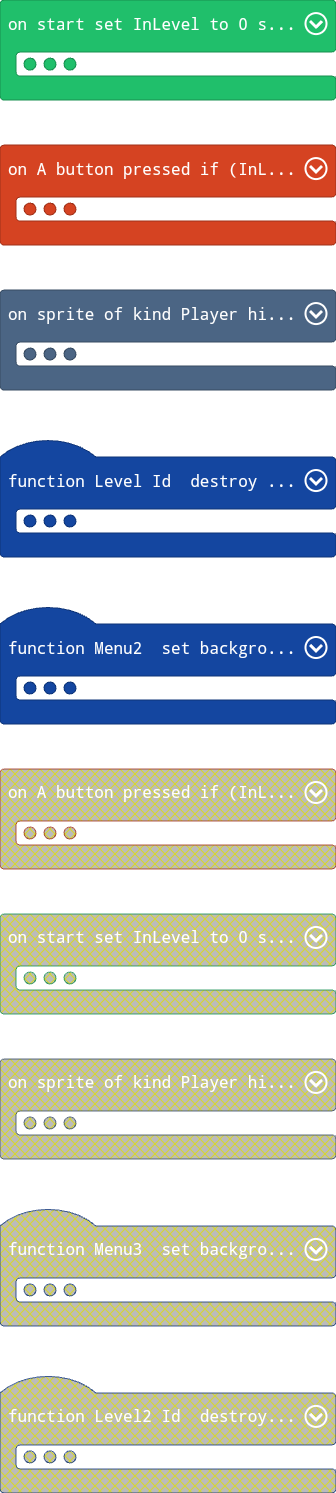 on start set InLevel to 0 s...
on A button pressed if (InL...
on sprite of kind Player hi...
function Level Id  destroy ...
function Menu2  set backgro...
on A button pressed if (InL...
on start set InLevel to 0 s...
on sprite of kind Player hi...
function Menu3  set backgro...
function Level2 Id  destroy...